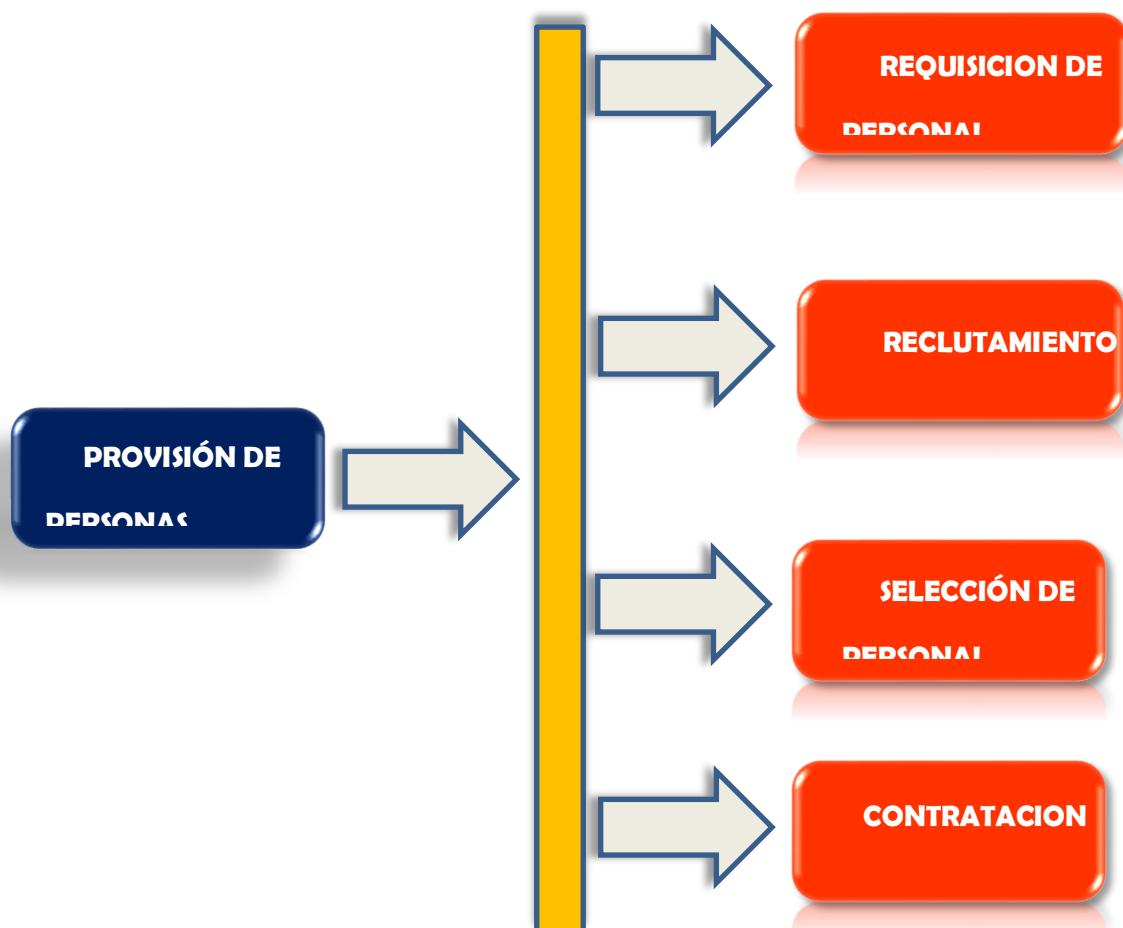 REQUISICION DE
PERSONAL
RECLUTAMIENTO
PROVISIÓN DE
PERSONAS
SELECCIÓN DE
PERSONAL
CONTRATACION